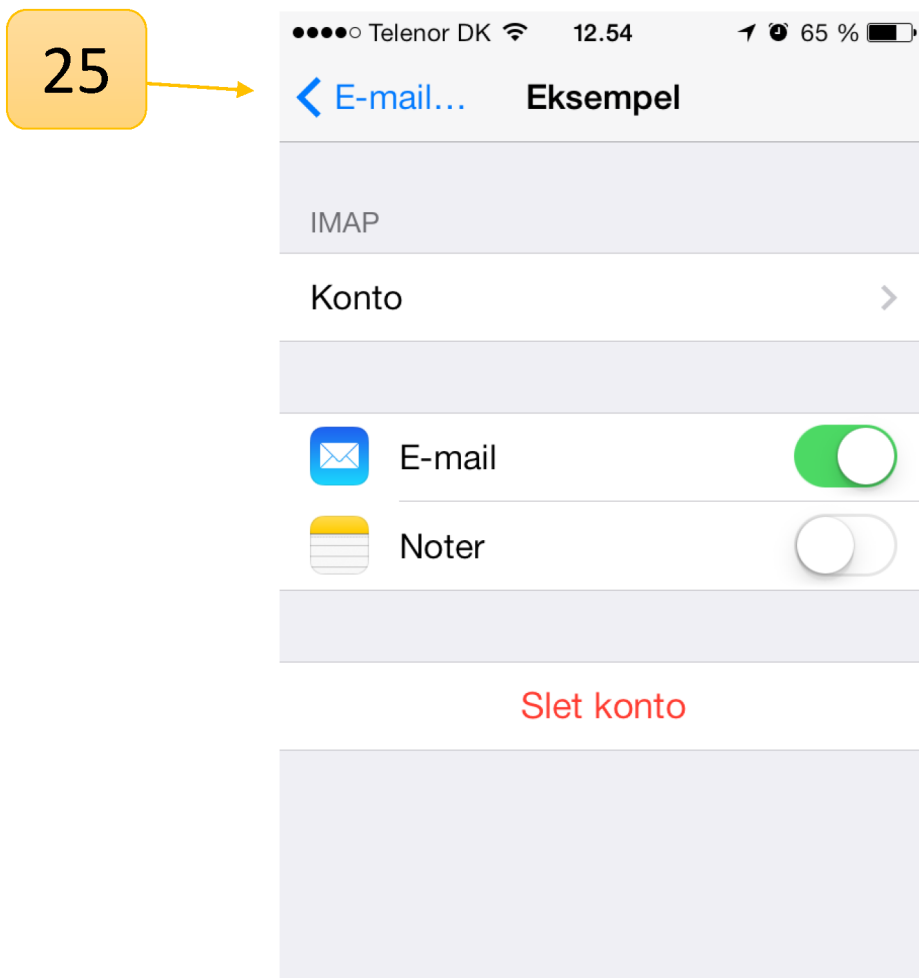 25
Telenor DK 12.54 65 %
E-mail... Eksempel
IMAP
Konto
E-mail
Noter
Slet konto